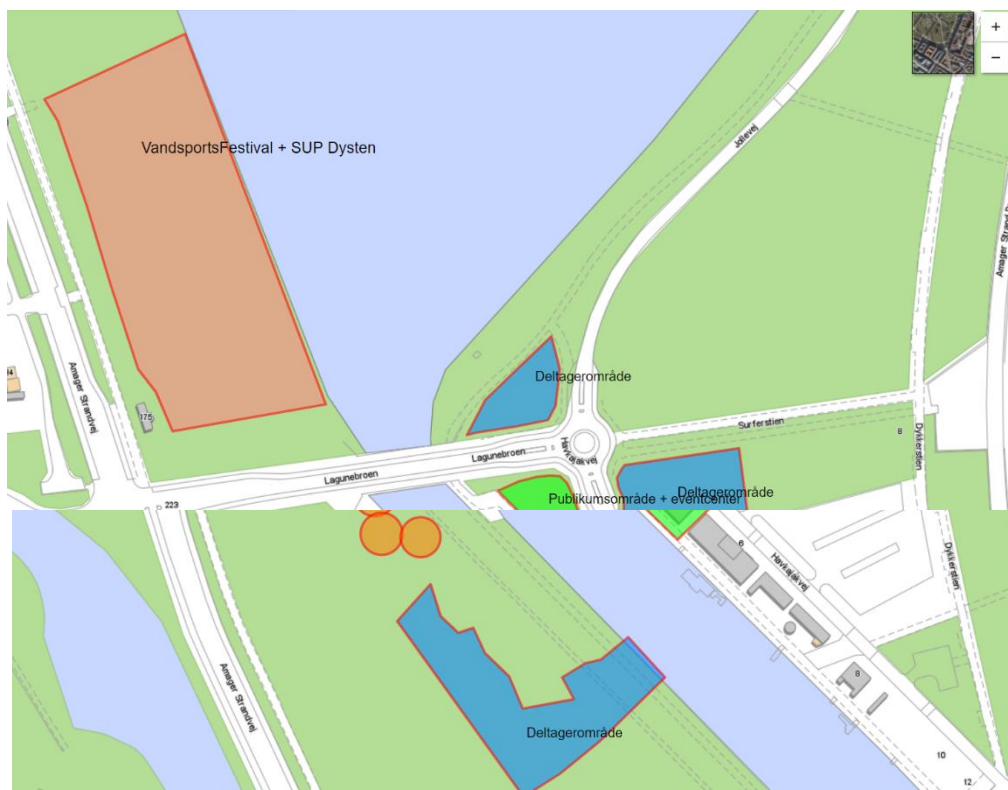 +
−
VandsportsFestival + SUP Dysten
Jollevej
Amager Strandvej
175
Deltagerområde
Surferstien
8
Dykkerstien
Havkajakvej
Lagunebroen
Lagunebroen
Deltagerområde
Publikumsområde + eventcenter
223
6
Havkajakvej
Dykkerstien
Amager Strandvej
8
Deltagerområde
10
12